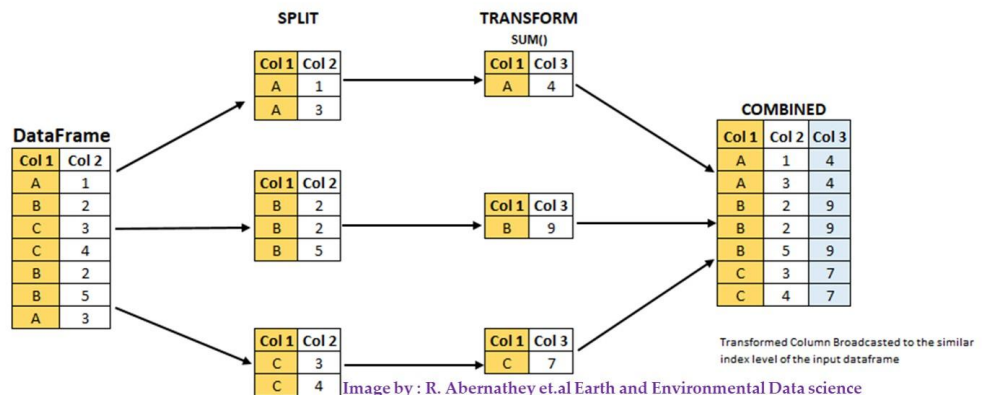 SPLIT
TRANSFORM
SUM()
Col 1 Col 2
A 1
A 3
Col 1 Col 3
A 4
DataFrame
Col 1 Col 2
A 1
B 2
C 3
C 4
B 2
B 5
A 3
Col 1 Col 2
B 2
B 2
B 5
Col 1 Col 3
B 9
Col 1 Col 2
C 3
C 4
Col 1 Col 3
C 7
COMBINED
Col 1 Col 2 Col 3
A 1 4
A 3 4
B 2 9
B 2 9
B 5 9
C 3 7
C 4 7
Transformed Column Broadcasted to the similar
index level of the input dataframe
Image by : R. Abernathey et.al Earth and Environmental Data science